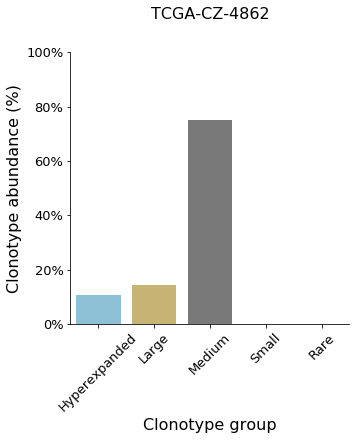 TCGA-CZ-4862
100%
80%
60%
40%
20%
0%
Clonotype abundance (%)
Hyperexpanded
Large
Medium
Small
Rare
Clonotype group